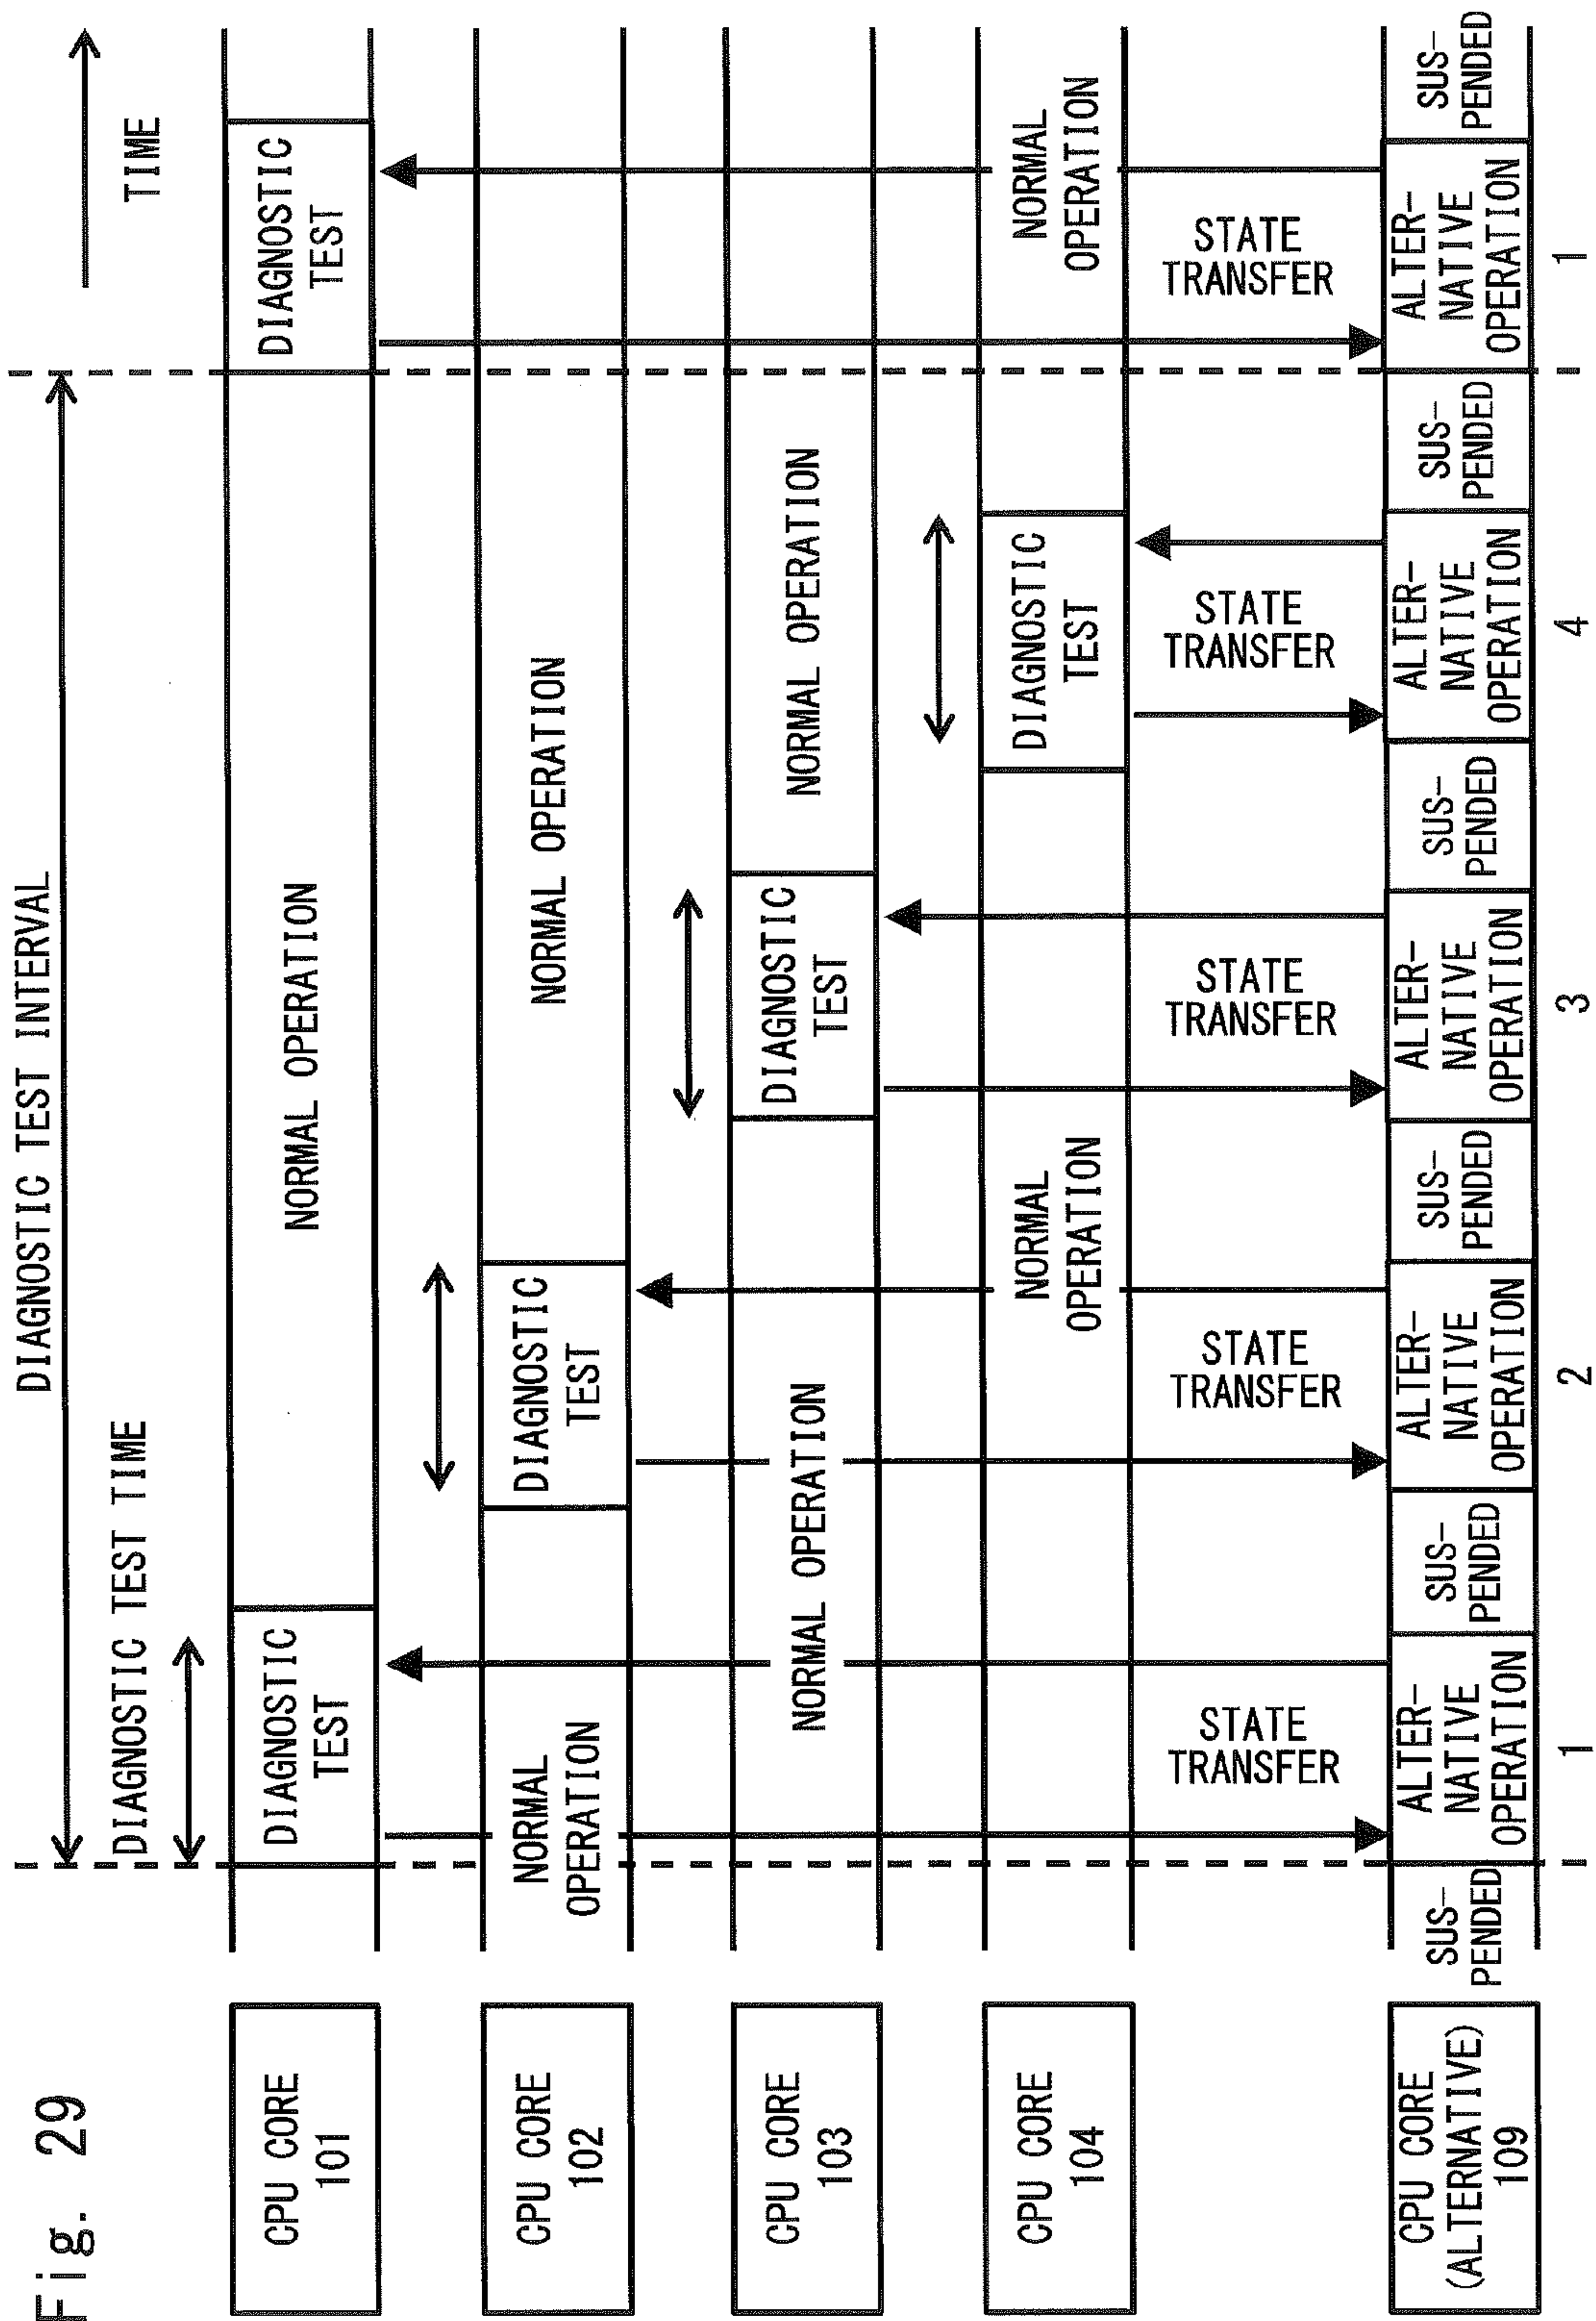 Fig. 29
DIAGNOSTIC TEST INTERVAL
TIME
DIAGNOSTIC TEST TIME
CPU CORE
101
DIAGNOSTIC
TEST
NORMAL OPERATION
DIAGNOSTIC
TEST
CPU CORE
102
NORMAL
OPERATION
DIAGNOSTIC
TEST
NORMAL OPERATION
CPU CORE
103
NORMAL OPERATION
DIAGNOSTIC
TEST
NORMAL OPERATION
CPU CORE
104
NORMAL
OPERATION
DIAGNOSTIC
TEST
NORMAL
OPERATION
STATE
TRANSFER
STATE
TRANSFER
STATE
TRANSFER
STATE
TRANSFER
STATE
TRANSFER
CPU CORE
(ALTERNATIVE)
109
SUS-
PENDED
ALTER-
NATIVE
OPERATION
SUS-
PENDED
ALTER-
NATIVE
OPERATION
SUS-
PENDED
ALTER-
NATIVE
OPERATION
SUS-
PENDED
ALTER-
NATIVE
OPERATION
SUS-
PENDED
ALTER-
NATIVE
OPERATION
SUS-
PENDED
1
2
3
4
1